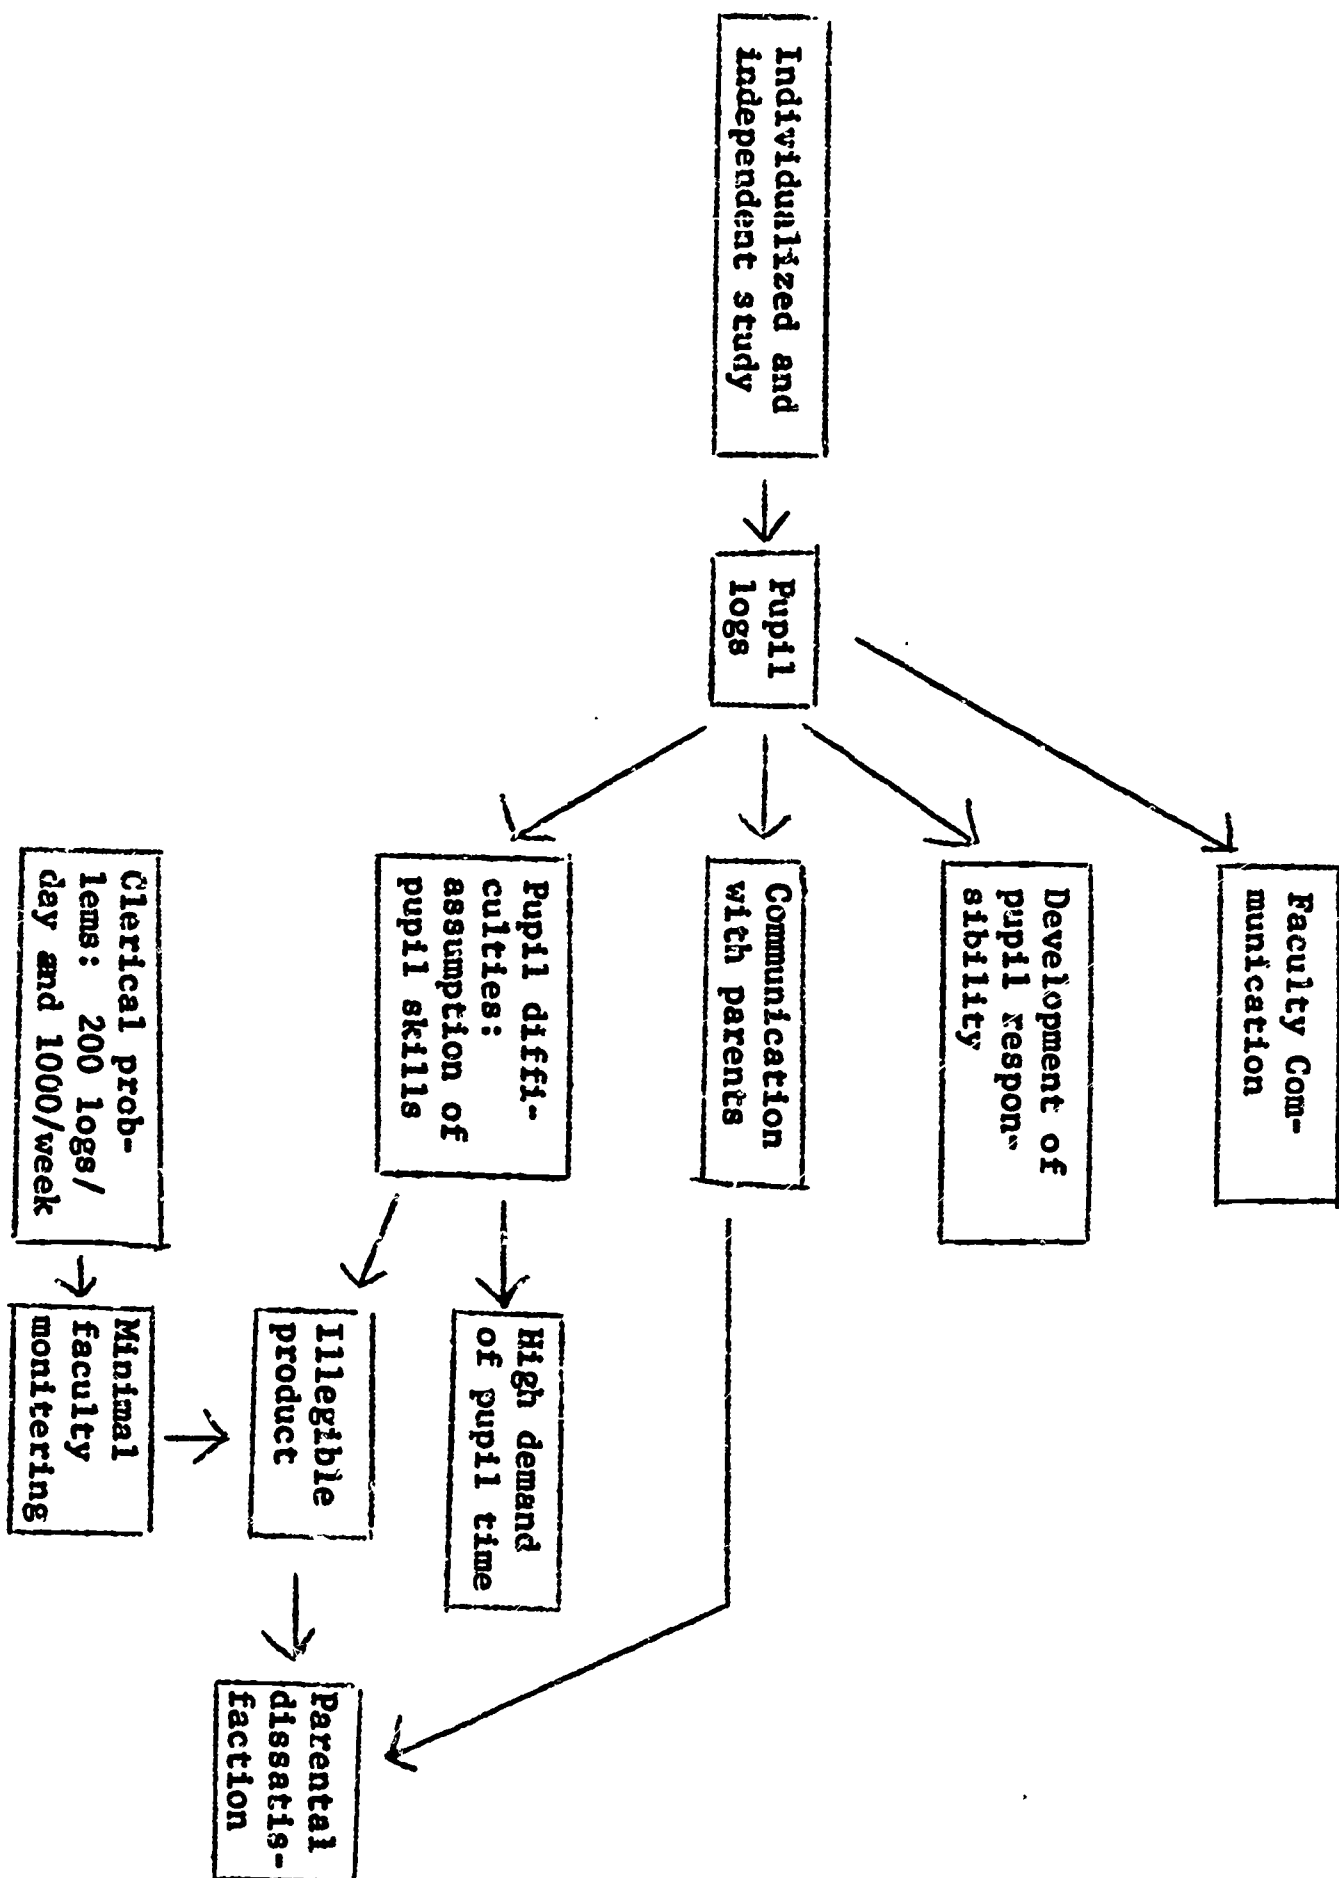 Individualized and
independent study
Pupil
logs
Faculty Com-
munication
Development of
pupil respon-
sibility
Communication
with parents
Pupil diffi-
culties:
assumption of
pupil skills
Clerical prob-
lems: 200 logs/
day and 1000/week
High demand
of pupil time
Illegible
product
Minimal
faculty
monitering
Parental
dissatis-
faction